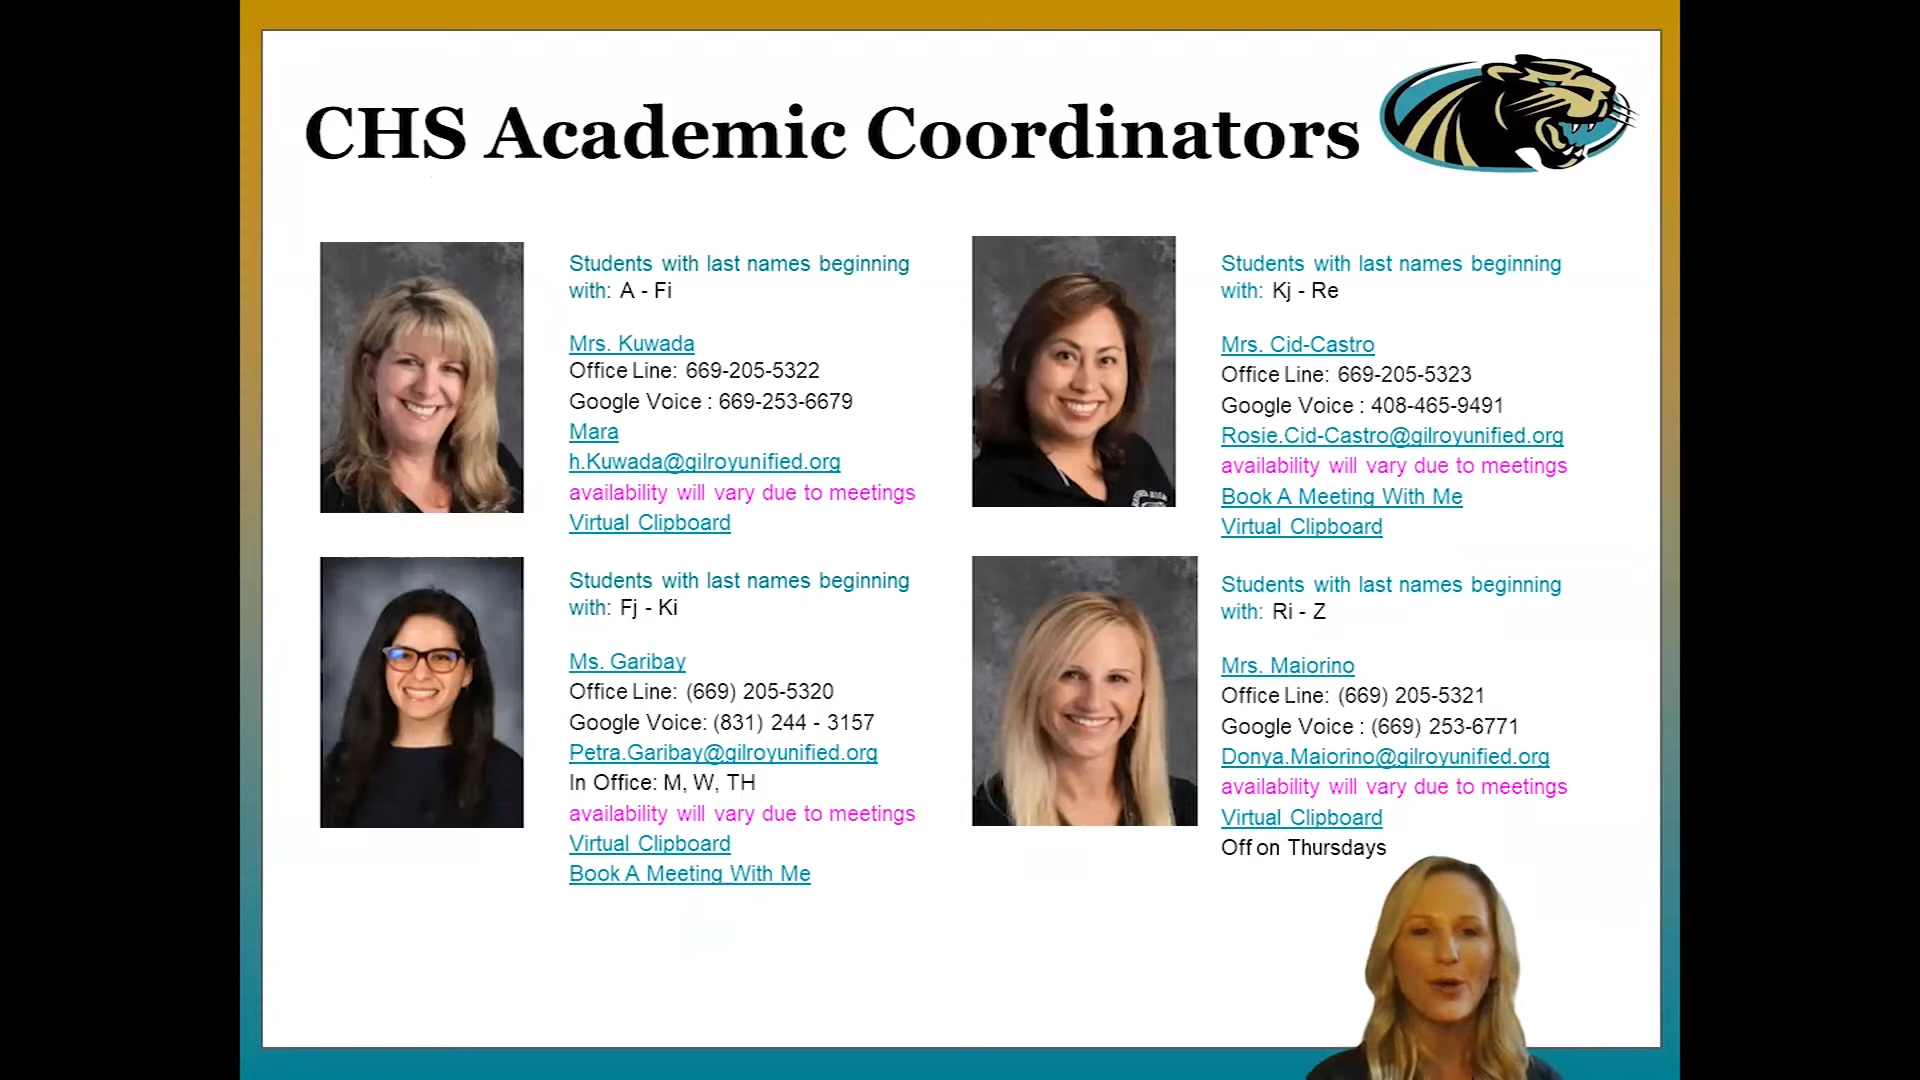 CHS Academic Coordinators
Students with last names beginning
with: A - Fi
Mrs. Kuwada
Office Line: 669-205-5322
Google Voice : 669-253-6679
Mara
h.Kuwada@gilroyunified.org
availability will vary due to meetings
Virtual Clipboard
Students with last names beginning
with: Fj - Ki
Ms. Garibay
Office Line: (669) 205-5320
Google Voice: (831) 244 - 3157
Petra.Garibay@gilroyunified.org
In Office: M, W, TH
availability will vary due to meetings
Virtual Clipboard
Book A Meeting With Me
Students with last names beginning
with: Kj - Re
Mrs. Cid-Castro
Office Line: 669-205-5323
Google Voice : 408-465-9491
Rosie.Cid-Castro@gilroyunified.org
availability will vary due to meetings
Book A Meeting With Me
Virtual Clipboard
Students with last names beginning
with: Ri - Z
Mrs. Maiorino
Office Line: (669) 205-5321
Google Voice : (669) 253-6771
Donya.Maiorino@gilroyunified.org
availability will vary due to meetings
Virtual Clipboard
Off on Thursdays